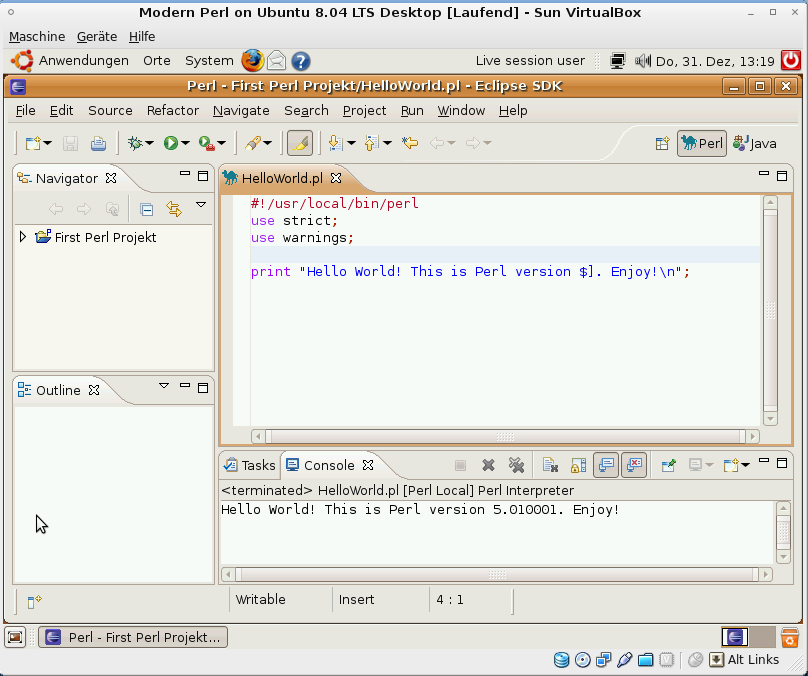 Modern Perl on Ubuntu 8.04 LTS Desktop [Laufend] - Sun VirtualBox
Maschine Geräte Hilfe
Anwendungen Orte System Live session user Do, 31. Dez, 13:19
Perl - First Perl Projekt/HelloWorld.pl - Eclipse SDK
File Edit Source Refactor Navigate Search Project Run Window Help
Perl Java
Navigator
First Perl Projekt
HelloWorld.pl
#!/usr/local/bin/perl
use strict;
use warnings;
print "Hello World! This is Perl version $]. Enjoy!\n";
Outline
Tasks Console
<terminated> HelloWorld.pl [Perl Local] Perl Interpreter
Hello World! This is Perl version 5.010001. Enjoy!
Writable Insert 4 : 1
Perl - First Perl Projekt...
Alt Links